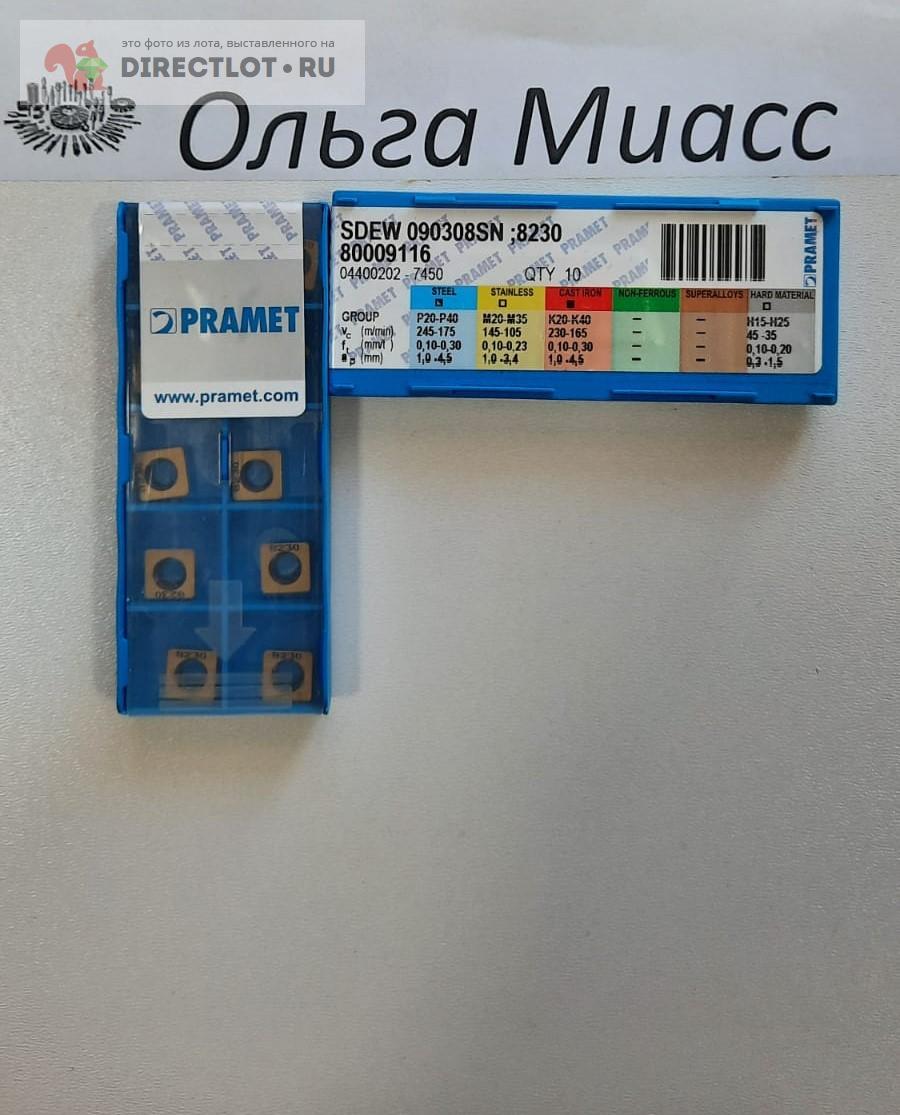 это фото из лота, выставленного на
DIRECTLOT.RU
Ольга Миасс
PRAMET
www.pramet.com
8230
8230
8230
8230
SDEW 090308SN ;8230
80009116
04400202 - 7450 QTY 10
PRAMET
STEEL STAINLESS CAST IRON NON-FERROUS SUPERALLOYS HARD MATERIAL
GROUP P20-P40 M20-M35 K20-K40 – – H15-H25
vc (m/min) 245-175 145-105 230-165 – – 45 -35
f (mm/) 0,10-0,30 0,10-0,23 0,10-0,30 – – 0,10-0,20
ap (mm) 1,0 -4,5 1,0 -3,4 1,0 -4,5 – – 0,3 -1,5